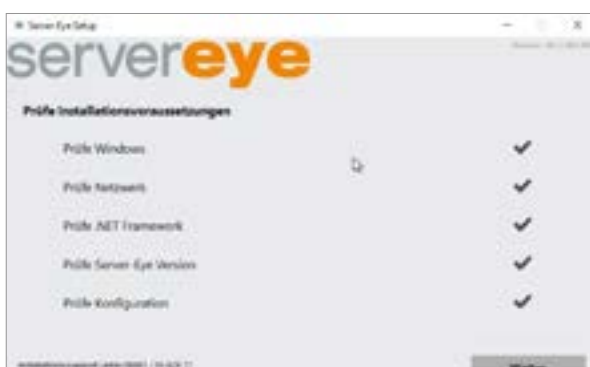 Server-Eye Setup
servereye
Prüfe Installationsvoraussetzungen
Prüfe Windows
Prüfe Netzwerk
Prüfe .NET Framework
Prüfe Server-Eye Version
Prüfe Konfiguration